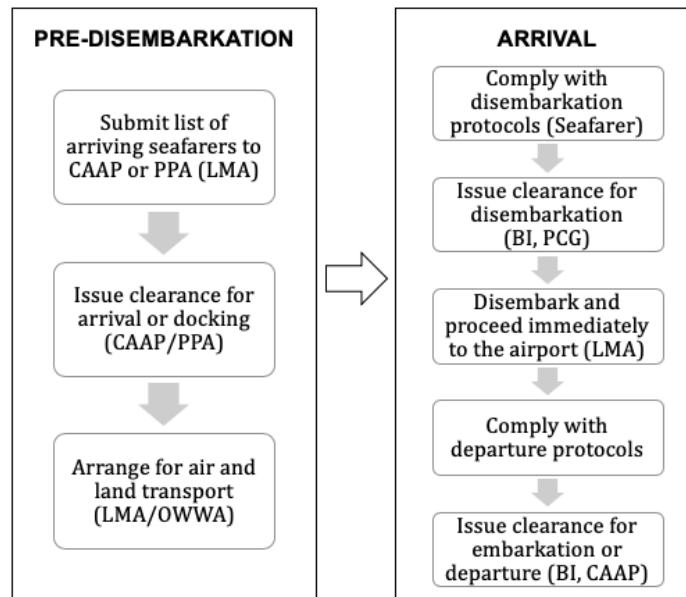 PRE-DISEMBARKATION
Submit list of
arriving seafarers to
CAAP or PPA (LMA)
Issue clearance for
arrival or docking
(CAAP/PPA)
Arrange for air and
land transport
(LMA/OWWA)
ARRIVAL
Comply with
disembarkation
protocols (Seafarer)
Issue clearance for
disembarkation
(BI, PCG)
Disembark and
proceed immediately
to the airport (LMA)
Comply with
departure protocols
Issue clearance for
embarkation or
departure (BI, CAAP)